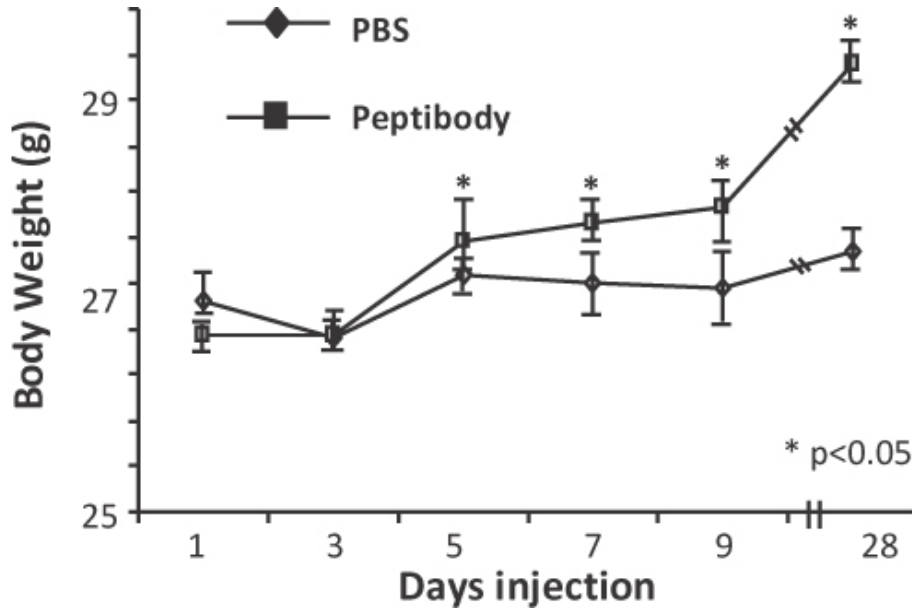 PBS
Peptibody
Body Weight (g)
29
27
25
*
*
*
*
* p<0.05
1 3 5 7 9 28
Days injection